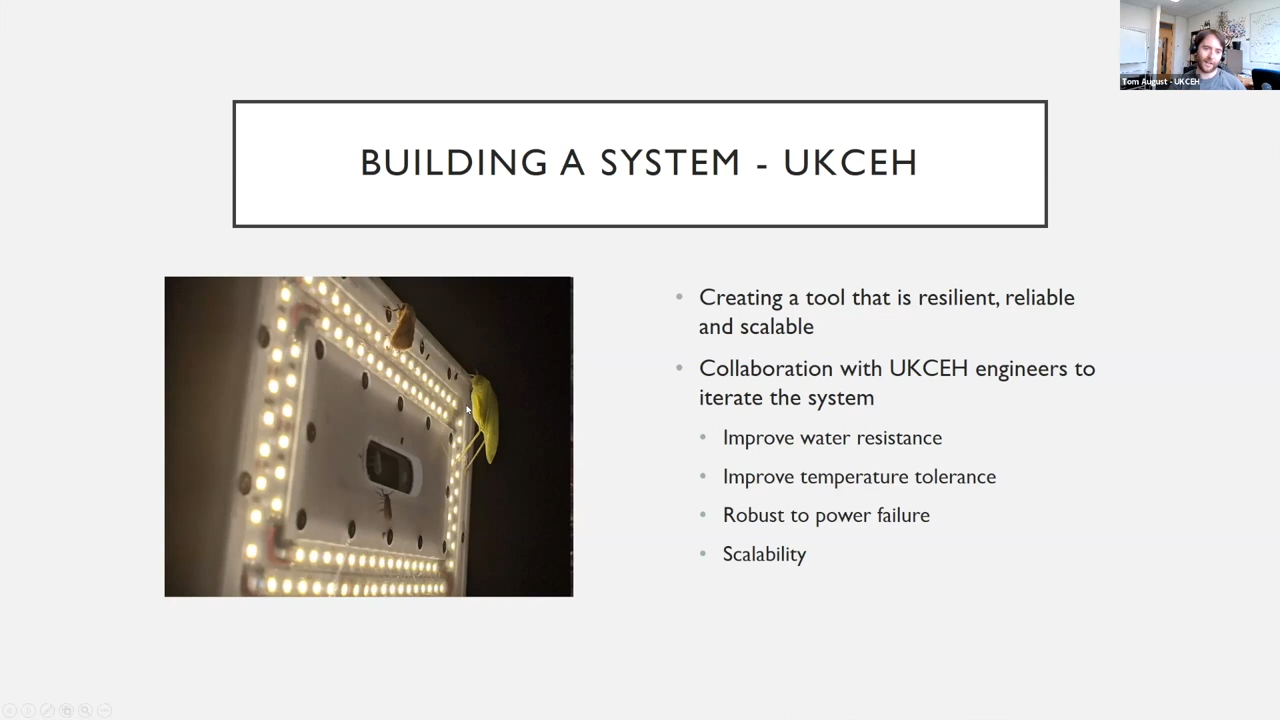 Tom August - UKCEH
BUILDING A SYSTEM - UKCEH
Creating a tool that is resilient, reliable
and scalable
Collaboration with UKCEH engineers to
iterate the system
Improve water resistance
Improve temperature tolerance
Robust to power failure
Scalability